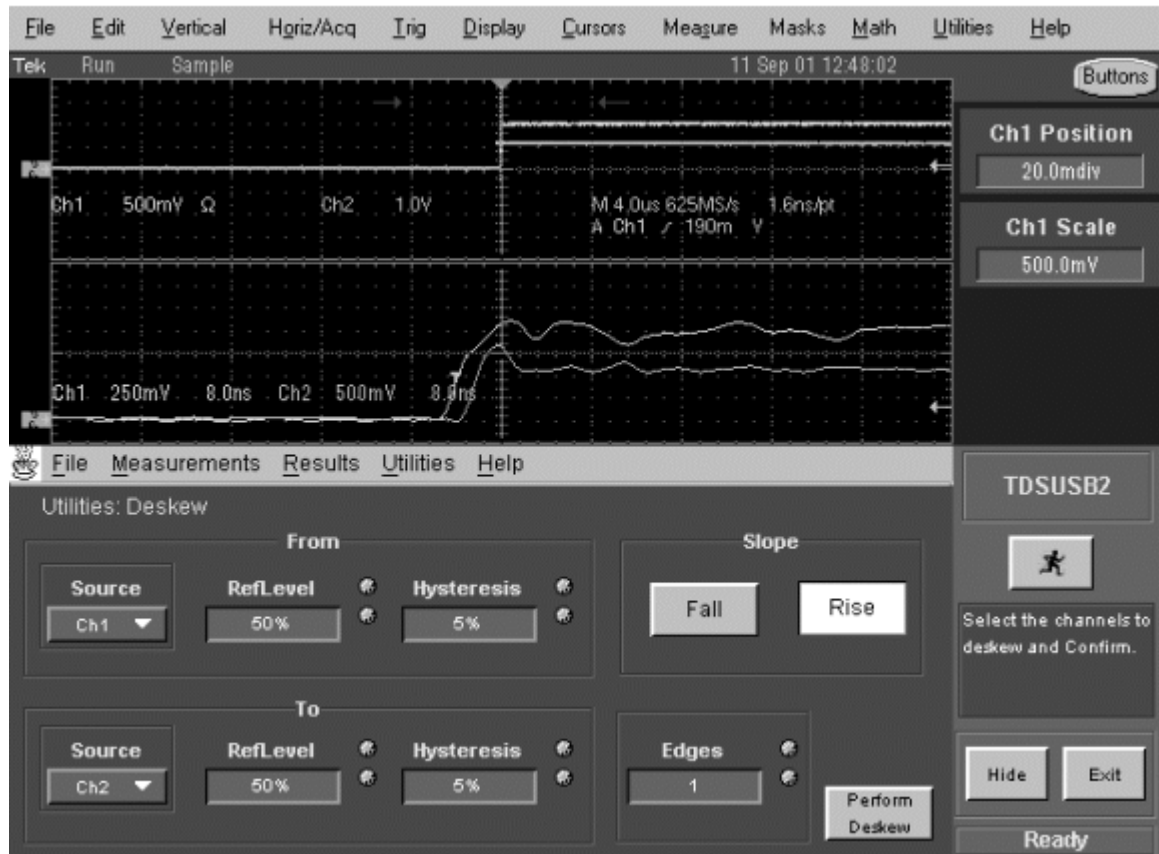 File Edit Vertical Horiz/Acq Trig Display Cursors Measure Masks Math Utilities Help
Tek Run Sample 11 Sep 01 12:48:02
Buttons
Ch1 Position
20.0mdiv
Ch1 500mV Ω Ch2 1.0V M 4.0us 625MS/s 1.6ns/pt
A Ch1 ƒ 190m V
Ch1 Scale
500.0mV
Ch1 250mV 8.0ns Ch2 500mV 8.0ns
File Measurements Results Utilities Help
TDSUSB2
Utilities: Deskew
From
Source RefLevel Hysteresis
Ch1 50% 5%
Slope
Fall Rise
Select the channels to
deskew and Confirm.
To
Source RefLevel Hysteresis
Ch2 50% 5%
Edges
1
Perform
Deskew
Hide Exit
Ready